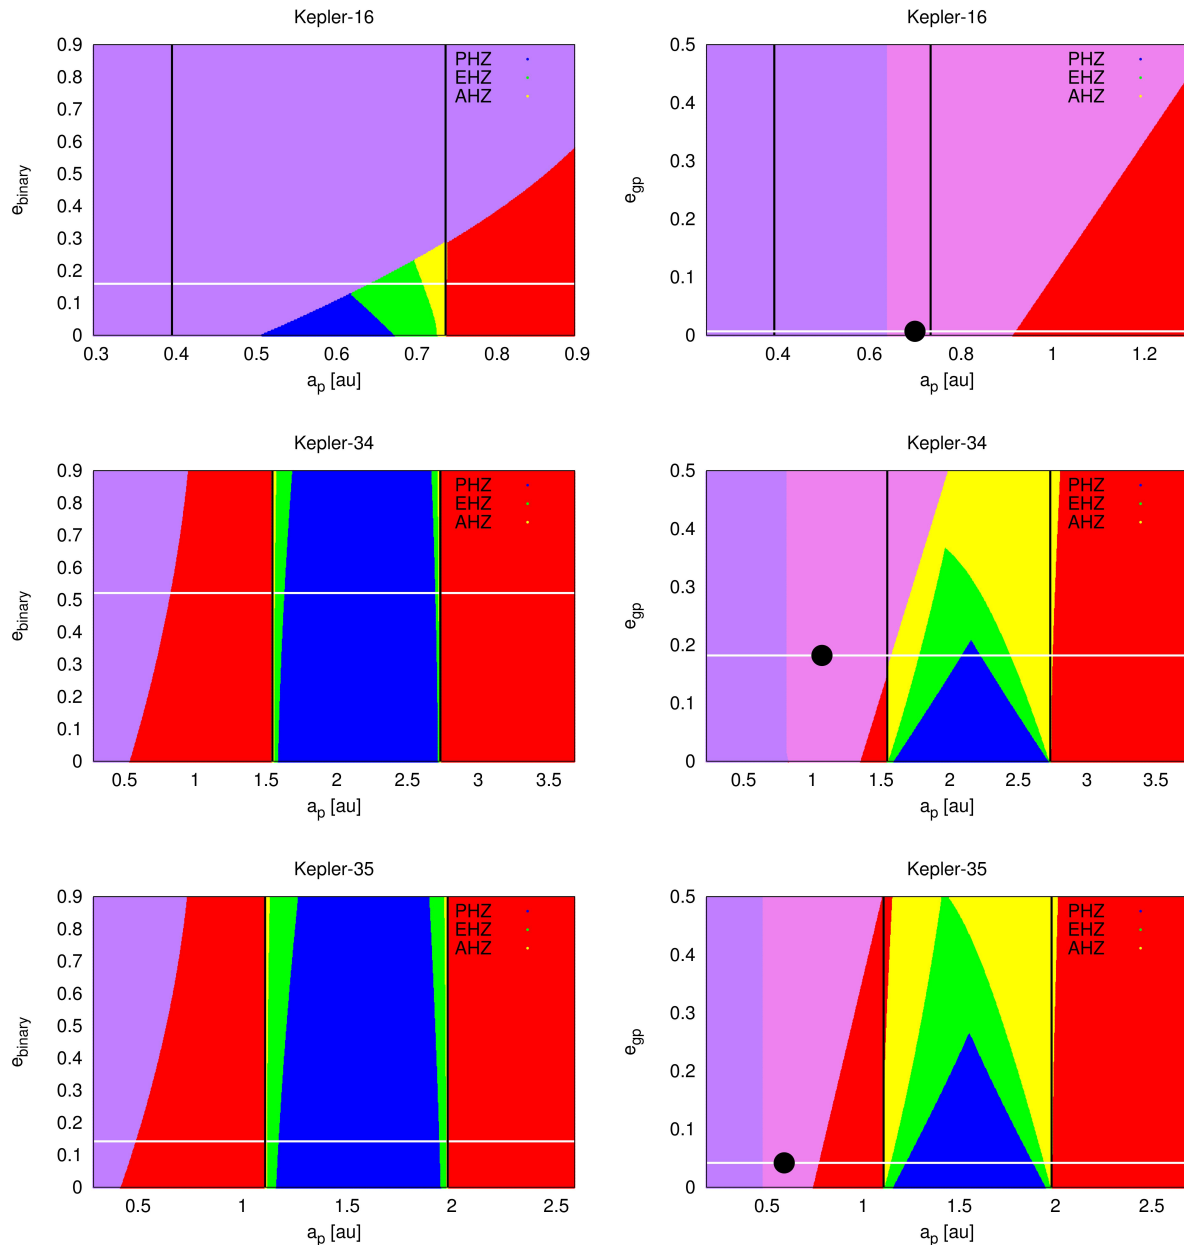 Kepler-16
0.9
0.8
0.7
0.6
0.5
0.4
0.3
0.2
0.1
0
e_binary
PHZ
EHZ
AHZ
0.3 0.4 0.5 0.6 0.7 0.8 0.9
a_p [au]
Kepler-16
0.5
0.4
0.3
0.2
0.1
0
e_gp
PHZ
EHZ
AHZ
0.4 0.6 0.8 1 1.2
a_p [au]
Kepler-34
0.9
0.8
0.7
0.6
0.5
0.4
0.3
0.2
0.1
0
e_binary
PHZ
EHZ
AHZ
0.5 1 1.5 2 2.5 3 3.5
a_p [au]
Kepler-34
0.5
0.4
0.3
0.2
0.1
0
e_gp
PHZ
EHZ
AHZ
0.5 1 1.5 2 2.5 3 3.5
a_p [au]
Kepler-35
0.9
0.8
0.7
0.6
0.5
0.4
0.3
0.2
0.1
0
e_binary
PHZ
EHZ
AHZ
0.5 1 1.5 2 2.5
a_p [au]
Kepler-35
0.5
0.4
0.3
0.2
0.1
0
e_gp
PHZ
EHZ
AHZ
0.5 1 1.5 2 2.5
a_p [au]